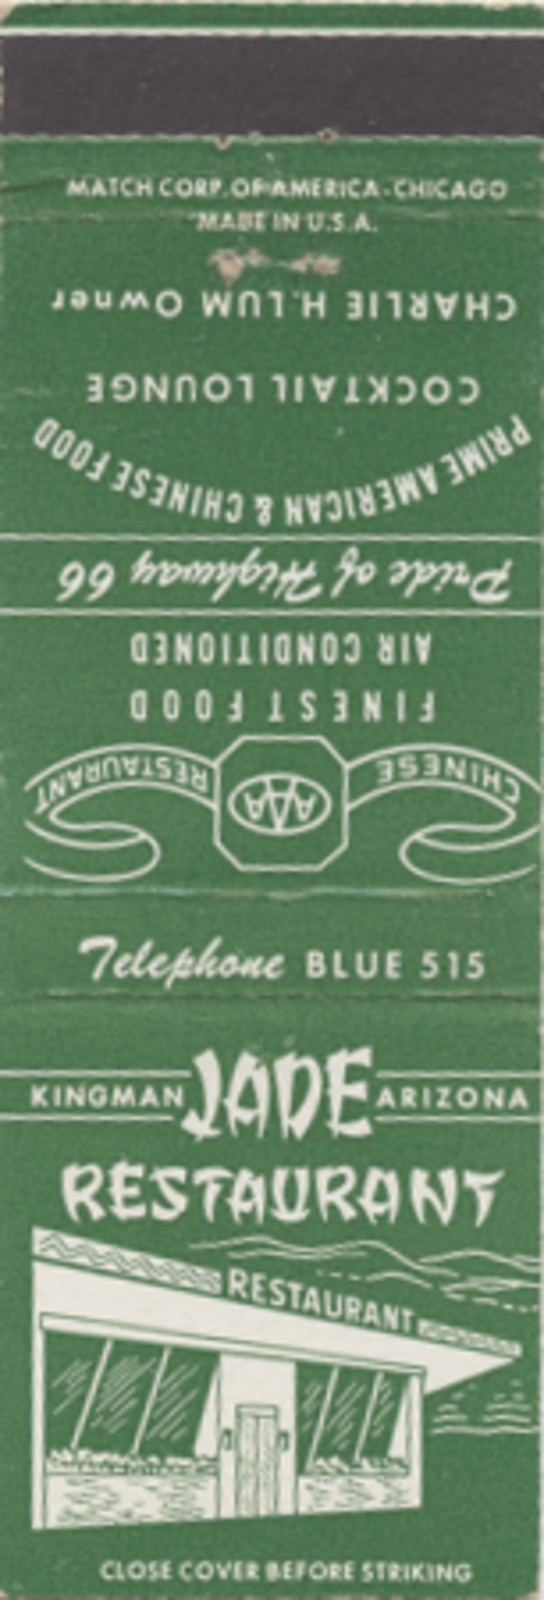 MATCH CORP. OF AMERICA - CHICAGO
MADE IN U.S.A.
CHINESE AAA RESTAURANT
FINEST FOOD
AIR CONDITIONED
Pride of Highway 66
PRIME AMERICAN & CHINESE FOOD
COCKTAIL LOUNGE
CHARLIE H. LUM Owner
Telephone BLUE 515
KINGMAN JADE ARIZONA
RESTAURANT
RESTAURANT
CLOSE COVER BEFORE STRIKING